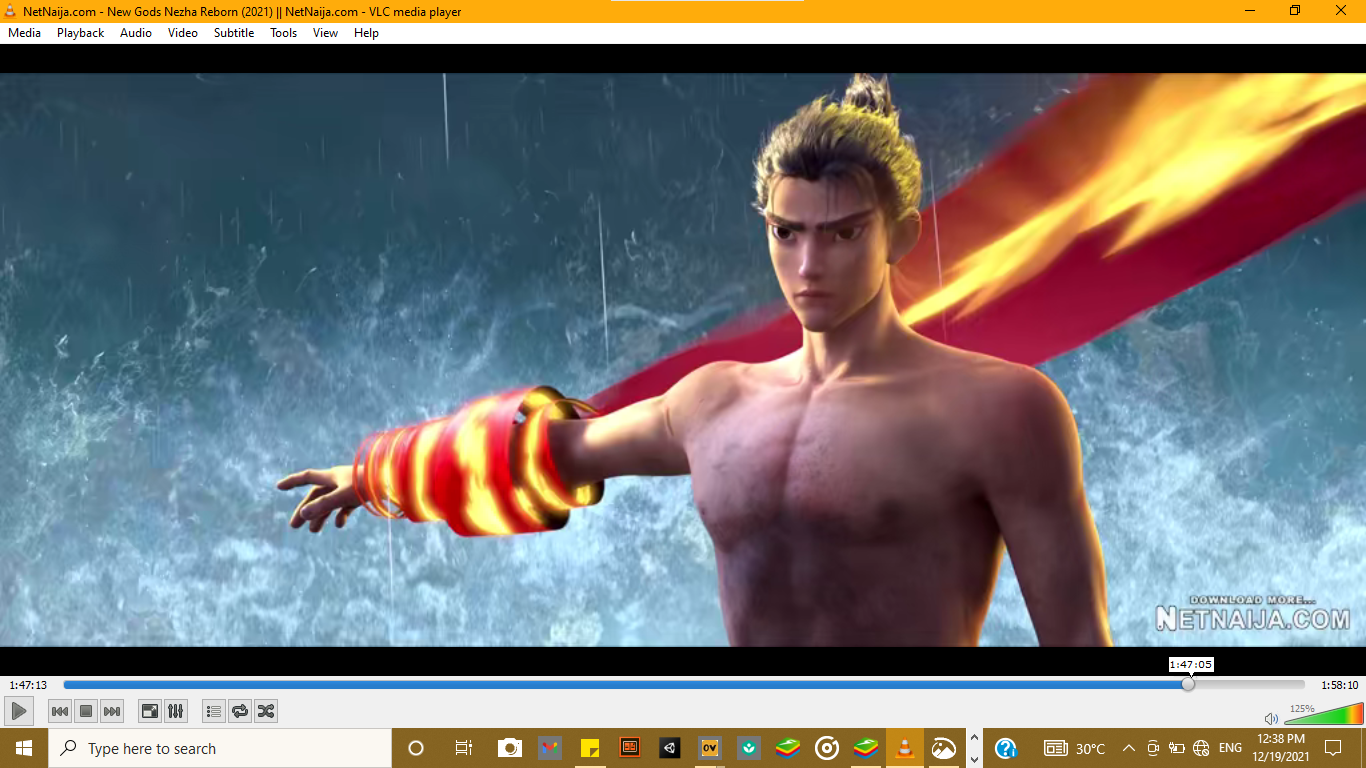 NetNaija.com - New Gods Nezha Reborn (2021) || NetNaija.com - VLC media player
Media Playback Audio Video Subtitle Tools View Help
DOWNLOAD MORE...
NETNAIJA.COM
1:47:05
1:47:13
1:58:10
125%
Type here to search
OV
30°C
ENG
12:38 PM
12/19/2021